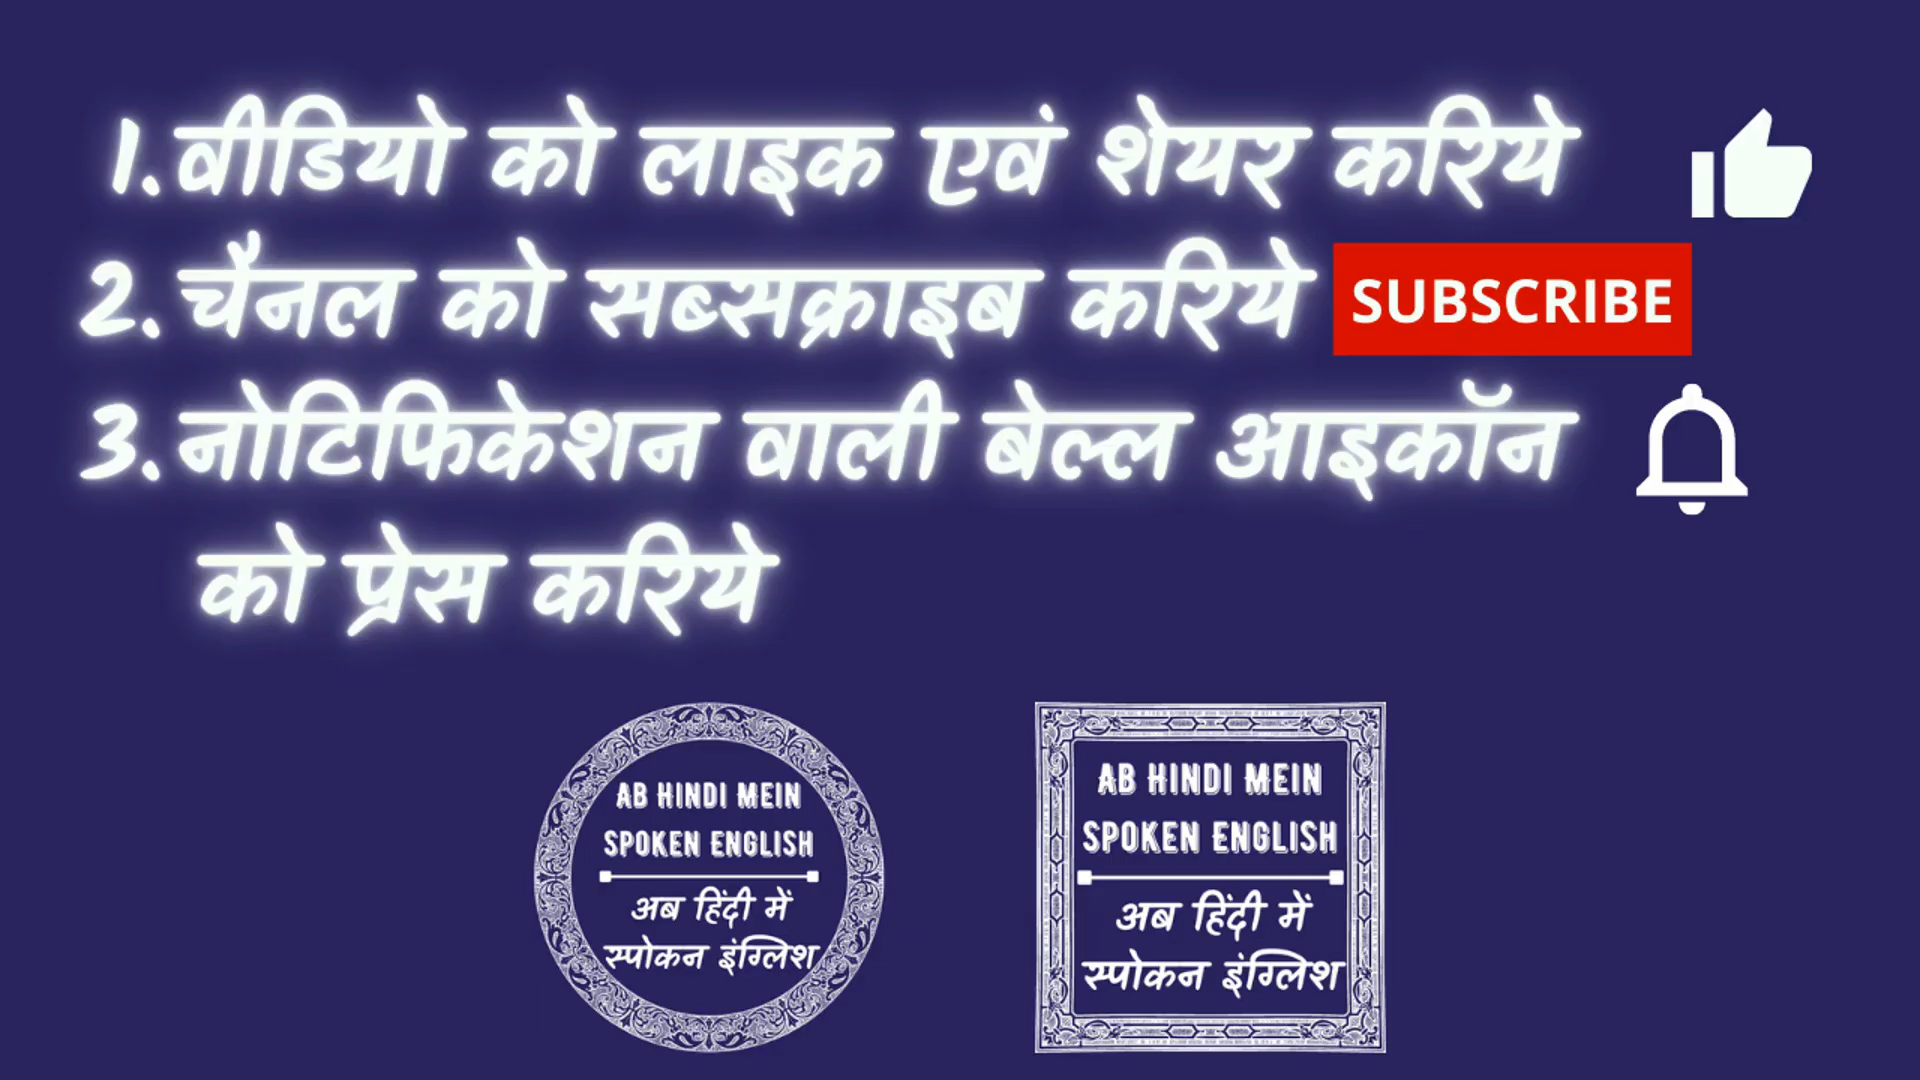 1. वीडियो को लाइक एवं शेयर करिये
2. चैनल को सब्सक्राइब करिये SUBSCRIBE
3. नोटिफिकेशन वाली बेल्ल आइकॉन
को प्रेस करिये
AB HINDI MEIN
SPOKEN ENGLISH
अब हिंदी में
स्पोकन इंग्लिश
AB HINDI MEIN
SPOKEN ENGLISH
अब हिंदी में
स्पोकन इंग्लिश